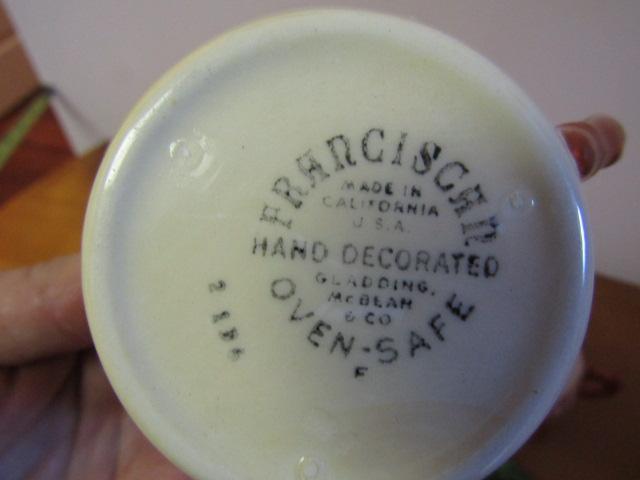 FRANCISCAN
MADE IN
CALIFORNIA
U.S.A.
HAND DECORATED
GLADDING,
McBEAN
& CO
OVEN-SAFE
F